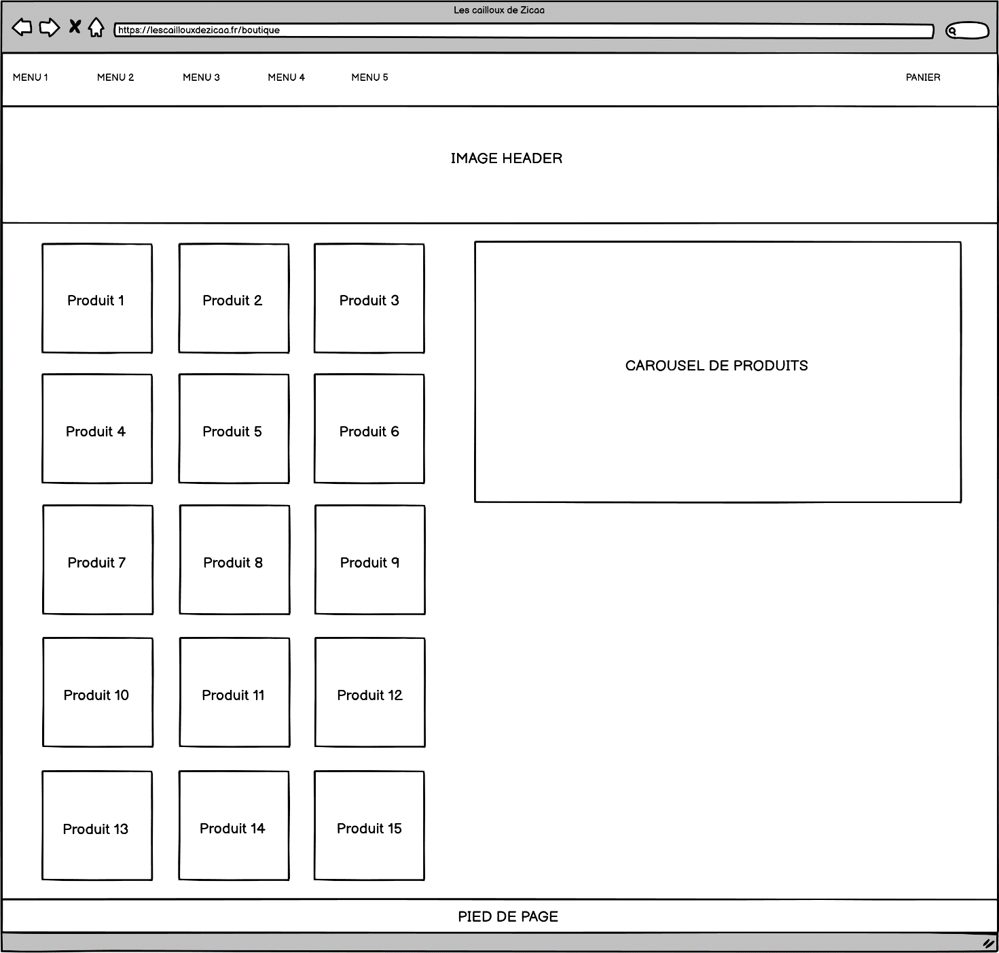 Les cailloux de Zicaa
https://lescaillouxdezicaa.fr/boutique
MENU 1 MENU 2 MENU 3 MENU 4 MENU 5 PANIER
IMAGE HEADER
Produit 1 Produit 2 Produit 3
CAROUSEL DE PRODUITS
Produit 4 Produit 5 Produit 6
Produit 7 Produit 8 Produit 9
Produit 10 Produit 11 Produit 12
Produit 13 Produit 14 Produit 15
PIED DE PAGE